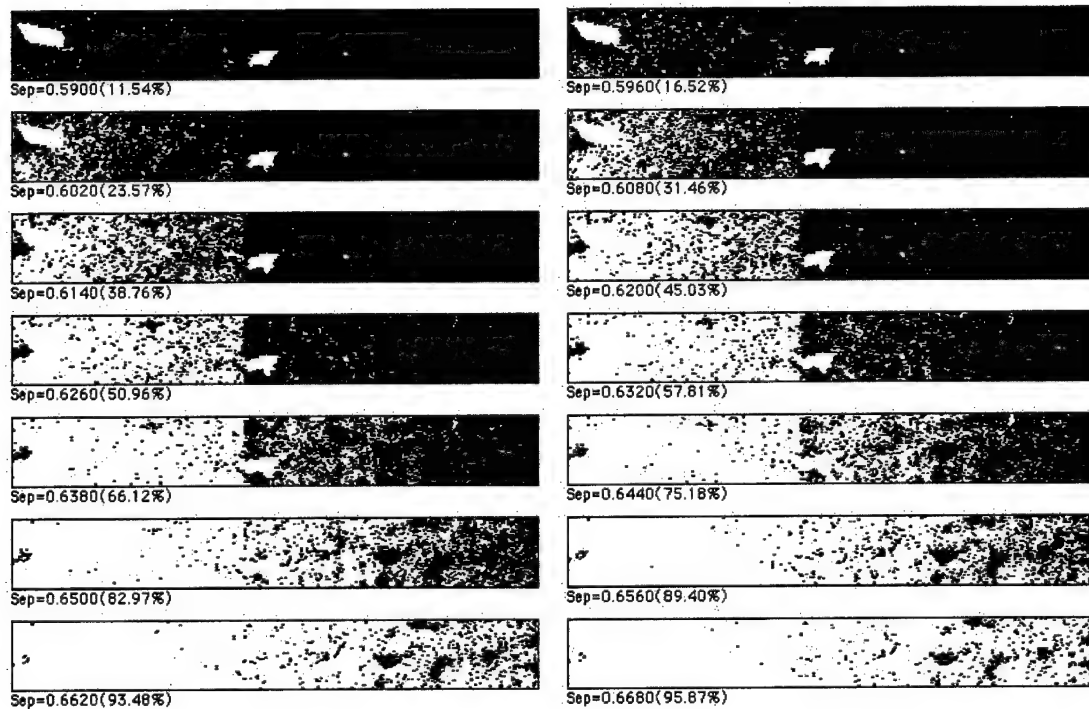 Sep=0.5900(11.54%)
Sep=0.5960(16.52%)
Sep=0.6020(23.57%)
Sep=0.6080(31.46%)
Sep=0.6140(38.76%)
Sep=0.6200(45.03%)
Sep=0.6260(50.96%)
Sep=0.6320(57.81%)
Sep=0.6380(66.12%)
Sep=0.6440(75.18%)
Sep=0.6500(82.97%)
Sep=0.6560(89.40%)
Sep=0.6620(93.48%)
Sep=0.6680(95.87%)